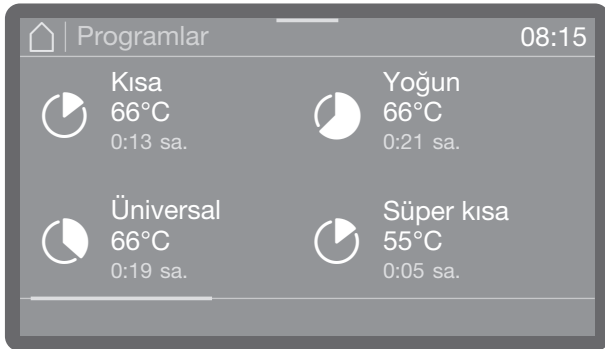 Programlar 08:15
Kısa
66°C
0:13 sa.
Yoğun
66°C
0:21 sa.
Üniversal
66°C
0:19 sa.
Süper kısa
55°C
0:05 sa.